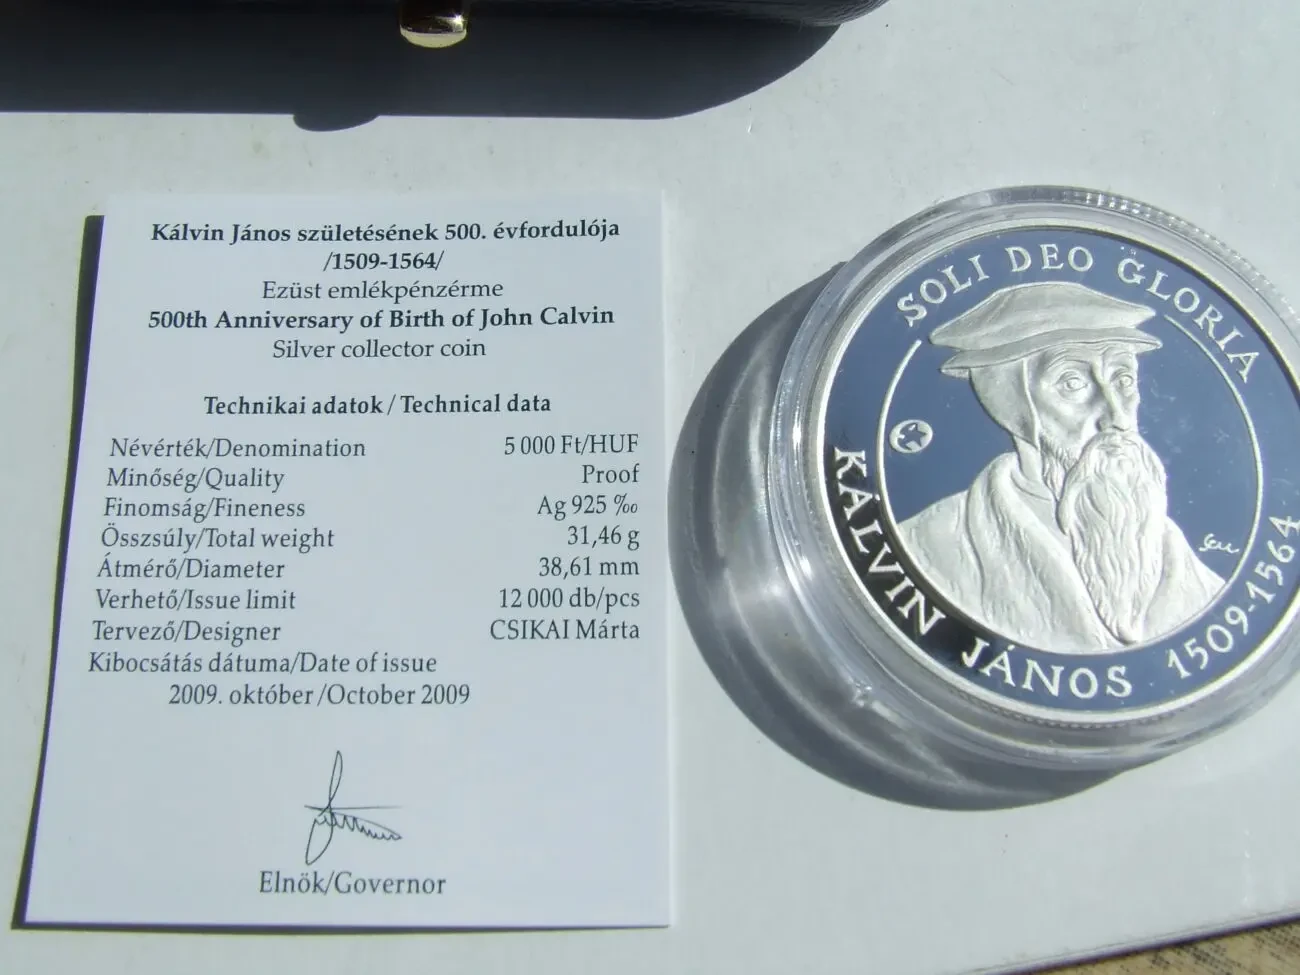 Kálvin János születésének 500. évfordulója
/1509-1564/
Ezüst emlékpénzérme
500th Anniversary of Birth of John Calvin
Silver collector coin
Technikai adatok / Technical data
Névérték/Denomination 5 000 Ft/HUF
Minőség/Quality Proof
Finomság/Fineness Ag 925 ‰
Összsúly/Total weight 31,46 g
Átmérő/Diameter 38,61 mm
Verhető/Issue limit 12 000 db/pcs
Tervező/Designer CSIKAI Márta
Kibocsátás dátuma/Date of issue
2009. október /October 2009
Elnök/Governor
SOLI DEO GLORIA
KÁLVIN JÁNOS 1509-1564